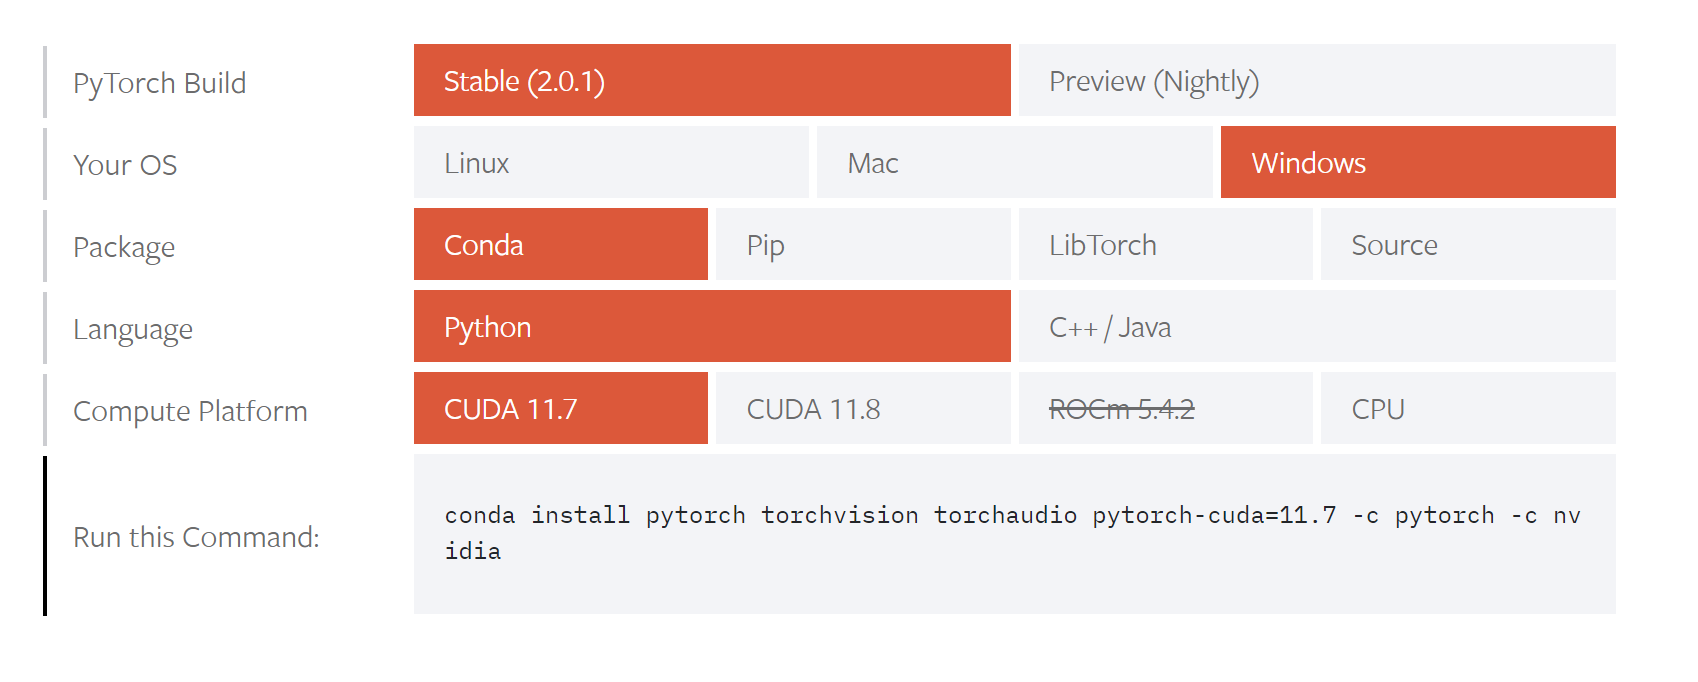 PyTorch Build
Stable (2.0.1)
Preview (Nightly)
Your OS
Linux
Mac
Windows
Package
Conda
Pip
LibTorch
Source
Language
Python
C++ / Java
Compute Platform
CUDA 11.7
CUDA 11.8
ROCm 5.4.2
CPU
Run this Command:
conda install pytorch torchvision torchaudio pytorch-cuda=11.7 -c pytorch -c nv
idia